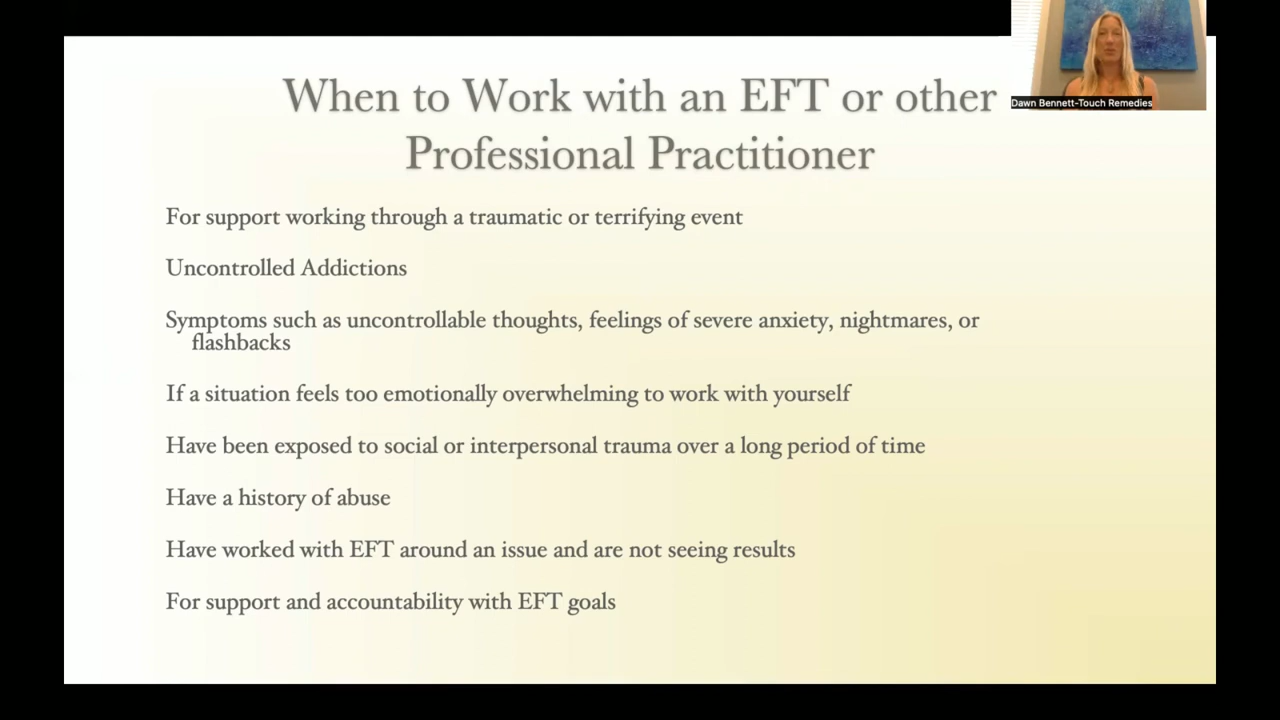 When to Work with an EFT or other
Professional Practitioner
Dawn Bennett-Touch Remedies
For support working through a traumatic or terrifying event
Uncontrolled Addictions
Symptoms such as uncontrollable thoughts, feelings of severe anxiety, nightmares, or
flashbacks
If a situation feels too emotionally overwhelming to work with yourself
Have been exposed to social or interpersonal trauma over a long period of time
Have a history of abuse
Have worked with EFT around an issue and are not seeing results
For support and accountability with EFT goals